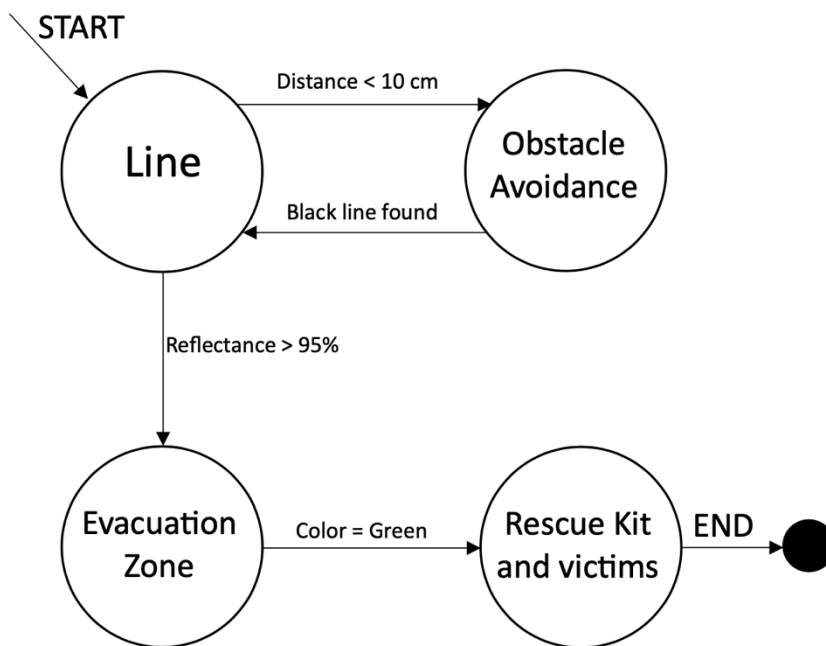 START
Distance < 10 cm
Line
Obstacle
Avoidance
Black line found
Reflectance > 95%
Evacuation
Zone
Color = Green
Rescue Kit
and victims
END